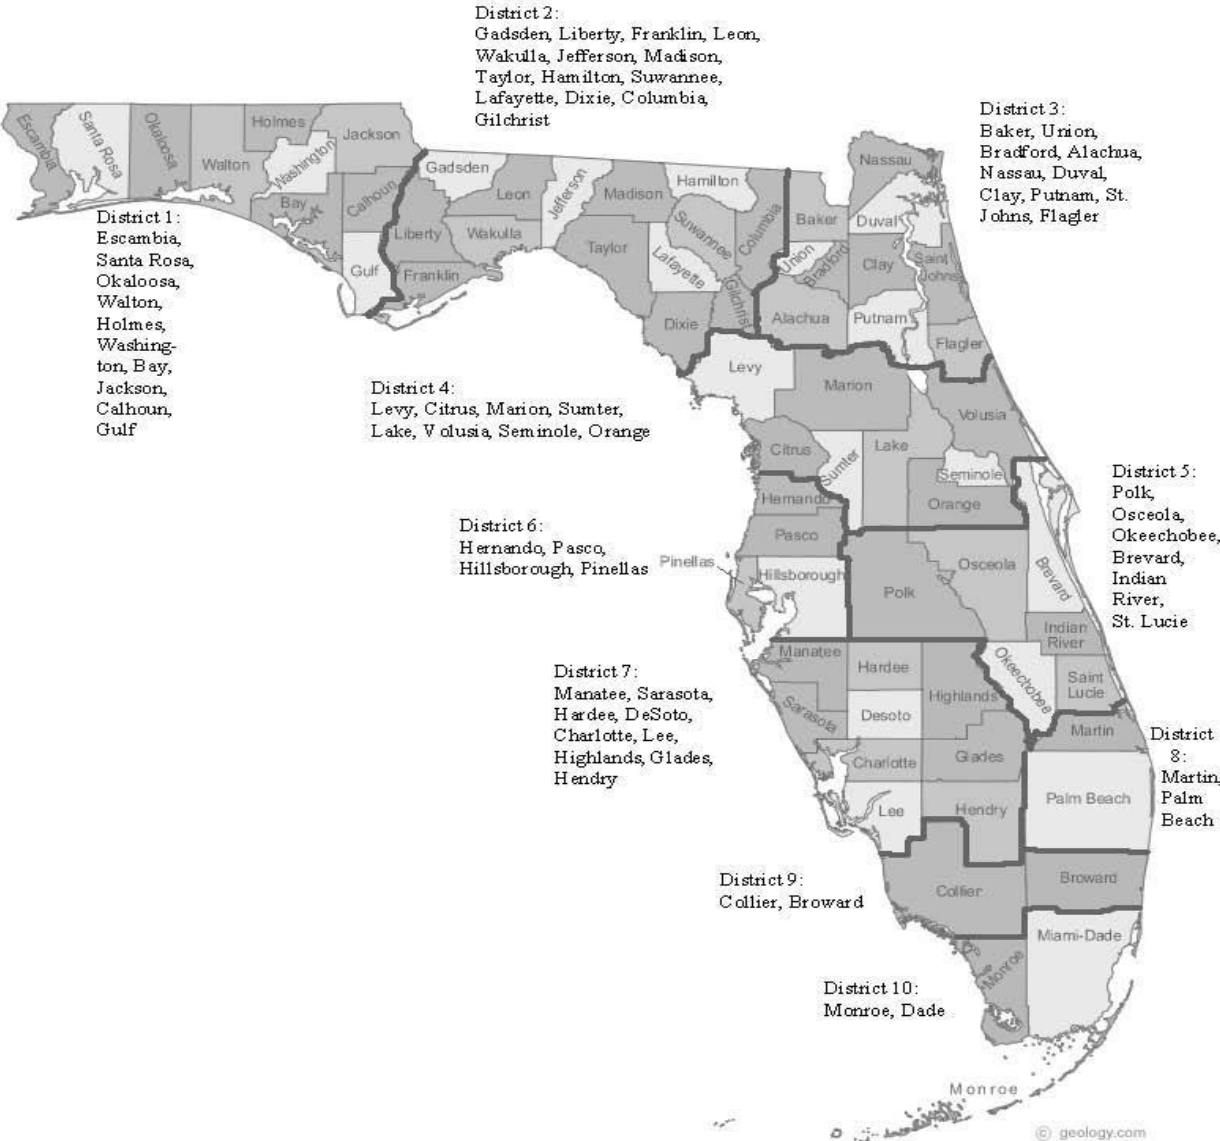 District 2:
Gadsden, Liberty, Franklin, Leon,
Wakulla, Jefferson, Madison,
Taylor, Hamilton, Suwannee,
Lafayette, Dixie, Columbia,
Gilchrist
District 3:
Baker, Union,
Bradford, Alachua,
Nassau, Duval,
Clay, Putnam, St.
Johns, Flagler
District 1:
Escambia,
Santa Rosa,
Okaloosa,
Walton,
Holmes,
Washing-
ton, Bay,
Jackson,
Calhoun,
Gulf
District 4:
Levy, Citrus, Marion, Sumter,
Lake, Volusia, Seminole, Orange
District 5:
Polk,
Osceola,
Okeechobee,
Brevard,
Indian
River,
St. Lucie
District 6:
Hernando, Pasco,
Hillsborough, Pinellas
District 7:
Manatee, Sarasota,
Hardee, DeSoto,
Charlotte, Lee,
Highlands, Glades,
Hendry
District
8:
Martin,
Palm
Beach
District 9:
Collier, Broward
District 10:
Monroe, Dade
Escambia
Santa Rosa
Okaloosa
Walton
Holmes
Washington
Jackson
Bay
Calhoun
Gulf
Gadsden
Liberty
Franklin
Leon
Wakulla
Jefferson
Madison
Taylor
Hamilton
Suwannee
Lafayette
Dixie
Columbia
Gilchrist
Baker
Union
Bradford
Alachua
Nassau
Duval
Clay
Putnam
Saint
Johns
Flagler
Levy
Marion
Citrus
Sumter
Lake
Volusia
Seminole
Orange
Hernando
Pasco
Pinellas
Hillsborough
Polk
Osceola
Brevard
Indian
River
Okeechobee
Saint
Lucie
Manatee
Hardee
Highlands
Sarasota
Desoto
Charlotte
Glades
Lee
Hendry
Martin
Palm Beach
Collier
Broward
Miami-Dade
Monroe
Monroe
© geology.com